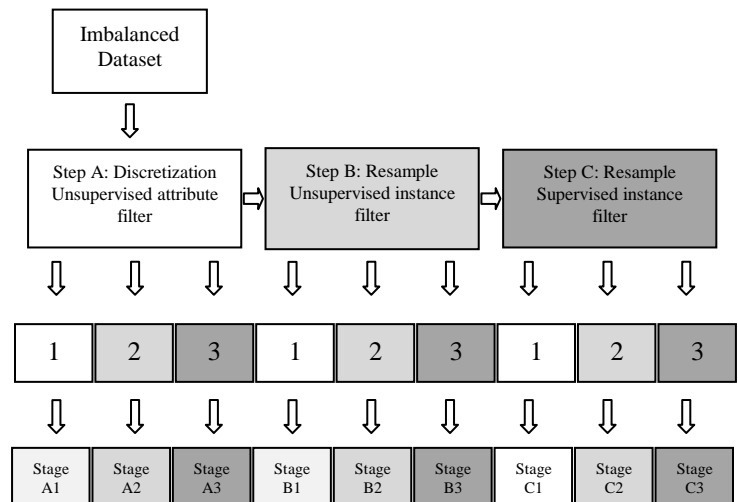 Imbalanced
Dataset
Step A: Discretization
Unsupervised attribute
filter
Step B: Resample
Unsupervised instance
filter
Step C: Resample
Supervised instance
filter
1 2 3 1 2 3 1 2 3
Stage A1
Stage A2
Stage A3
Stage B1
Stage B2
Stage B3
Stage C1
Stage C2
Stage C3